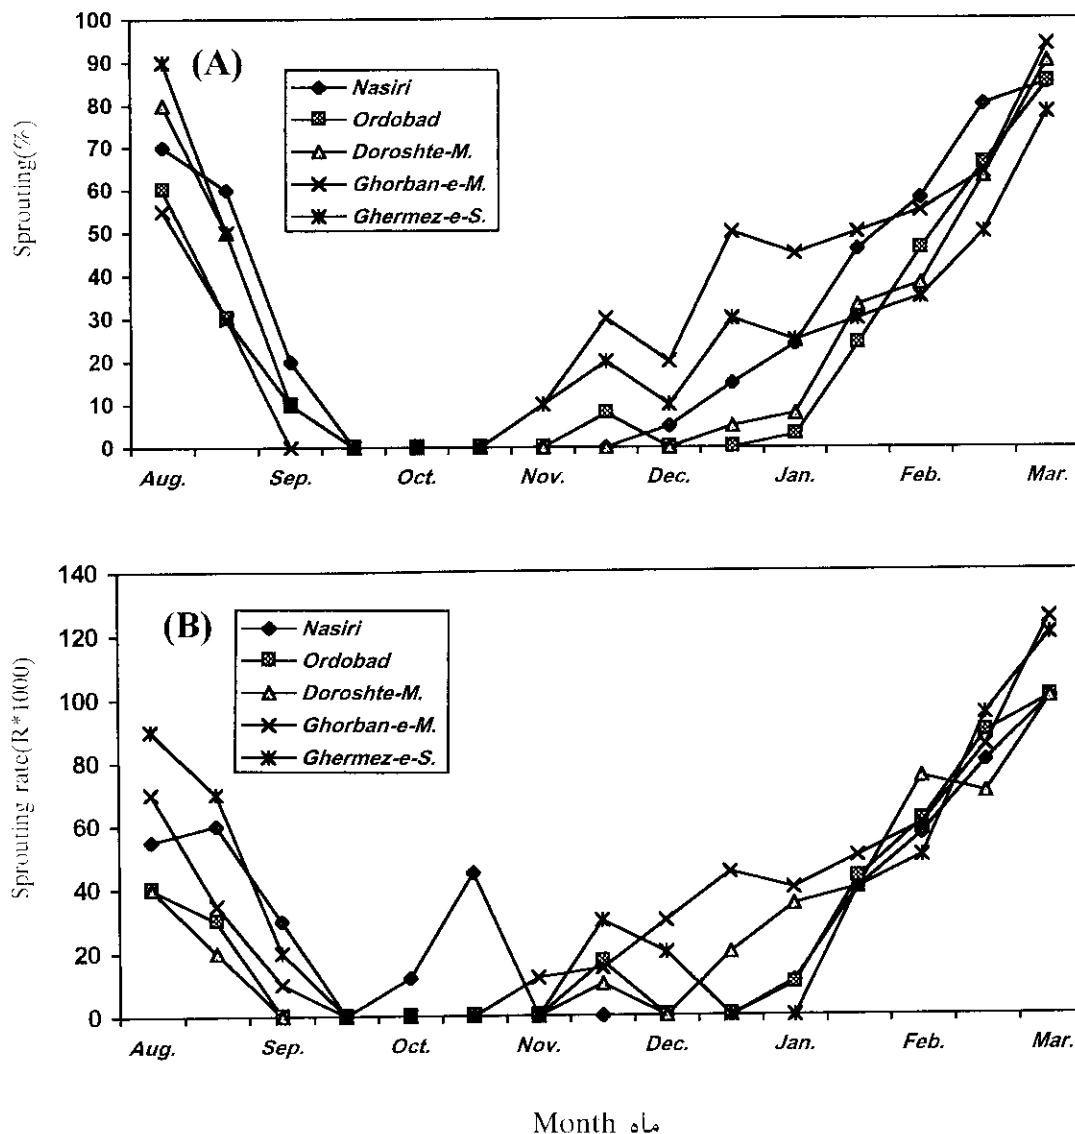 Sprouting(%)
100
90
80
70
60
50
40
30
20
10
0
(A)
Nasiri
Ordobad
Doroshte-M.
Ghorban-e-M.
Ghermez-e-S.
Aug. Sep. Oct. Nov. Dec. Jan. Feb. Mar.
Sprouting rate(R*1000)
140
120
100
80
60
40
20
0
(B)
Nasiri
Ordobad
Doroshte-M.
Ghorban-e-M.
Ghermez-e-S.
Aug. Sep. Oct. Nov. Dec. Jan. Feb. Mar.
Month ماه